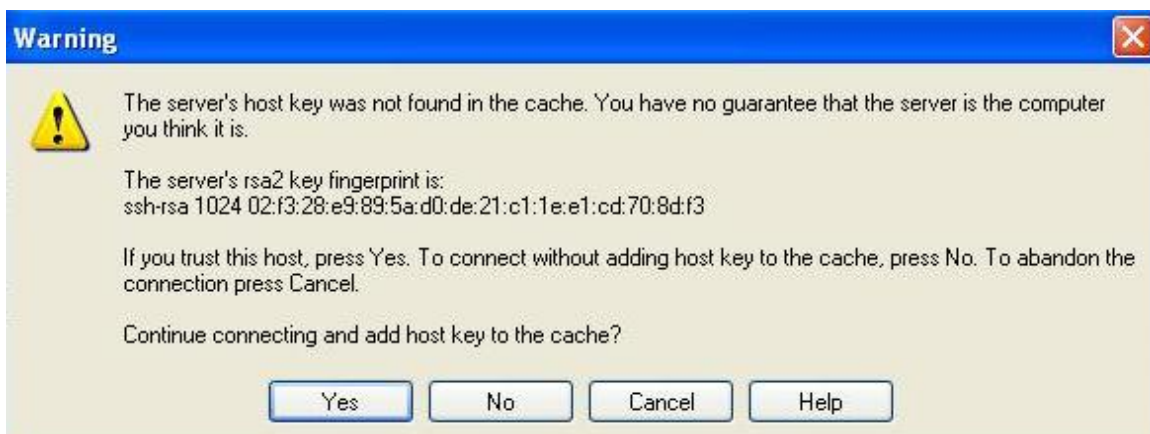 Warning
The server's host key was not found in the cache. You have no guarantee that the server is the computer
you think it is.
The server's rsa2 key fingerprint is:
ssh-rsa 1024 02:f3:28:e9:89:5a:d0:de:21:c1:1e:e1:cd:70:8d:f3
If you trust this host, press Yes. To connect without adding host key to the cache, press No. To abandon the
connection press Cancel.
Continue connecting and add host key to the cache?
Yes No Cancel Help